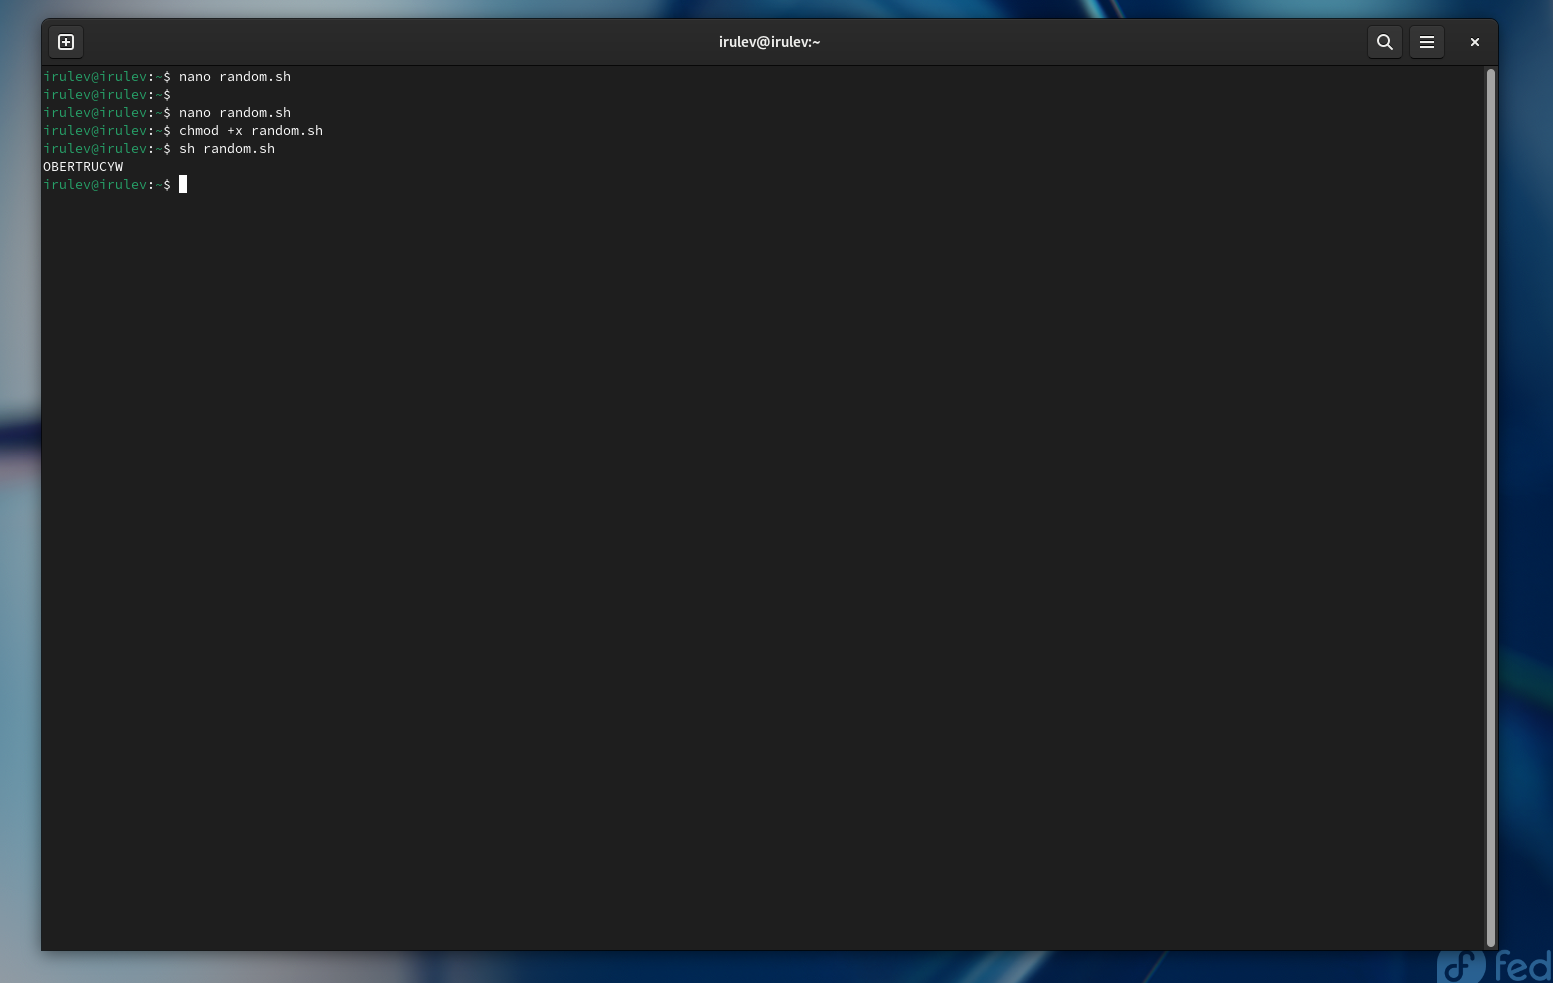 irulev@irulev:~
irulev@irulev:~$ nano random.sh
irulev@irulev:~$
irulev@irulev:~$ nano random.sh
irulev@irulev:~$ chmod +x random.sh
irulev@irulev:~$ sh random.sh
OBERTRUCYW
irulev@irulev:~$
fed